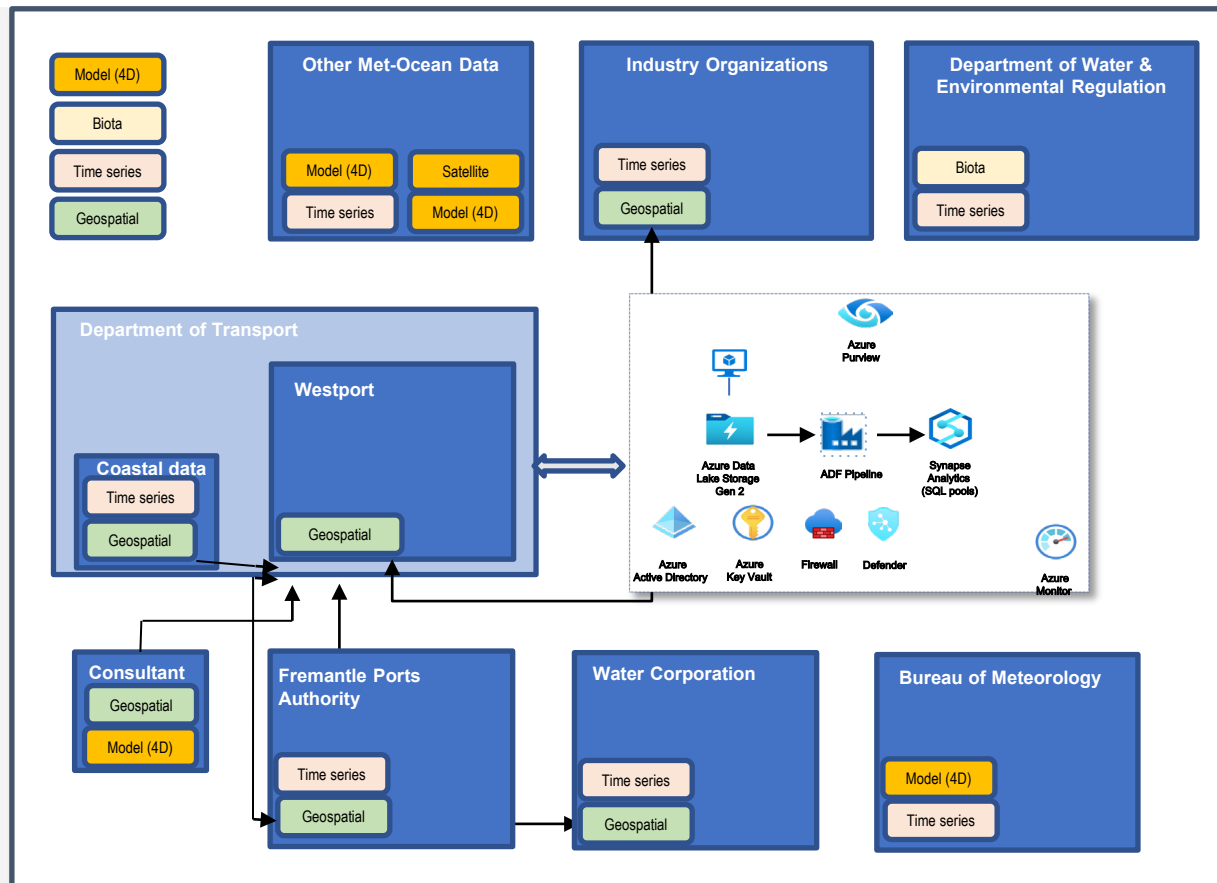 Model (4D)
Biota
Time series
Geospatial
Other Met-Ocean Data
Model (4D)
Satellite
Time series
Model (4D)
Industry Organizations
Time series
Geospatial
Department of Water &
Environmental Regulation
Biota
Time series
Department of Transport
Westport
Geospatial
Coastal data
Time series
Geospatial
Azure
Purview
Azure Data
Lake Storage
Gen 2
ADF Pipeline
Synapse
Analytics
(SQL pools)
Azure
Active Directory
Azure
Key Vault
Firewall
Defender
Azure
Monitor
Consultant
Geospatial
Model (4D)
Fremantle Ports
Authority
Time series
Geospatial
Water Corporation
Time series
Geospatial
Bureau of Meteorology
Model (4D)
Time series